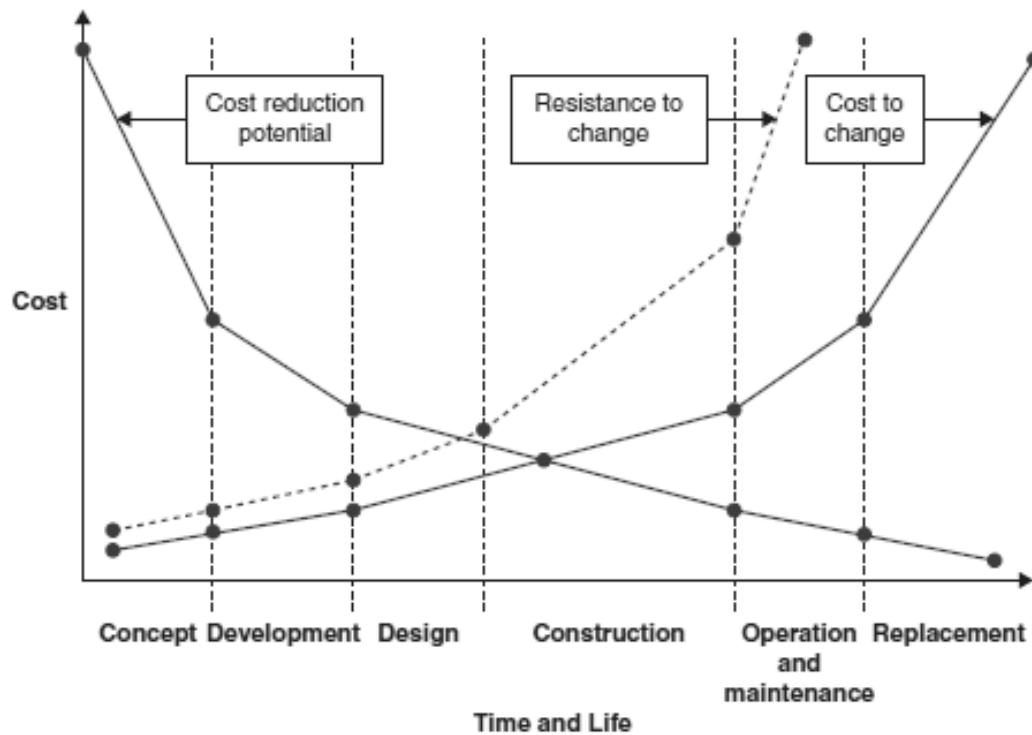 Cost reduction
potential
Resistance to
change
Cost to
change
Cost
Concept Development Design Construction Operation Replacement
and
maintenance
Time and Life